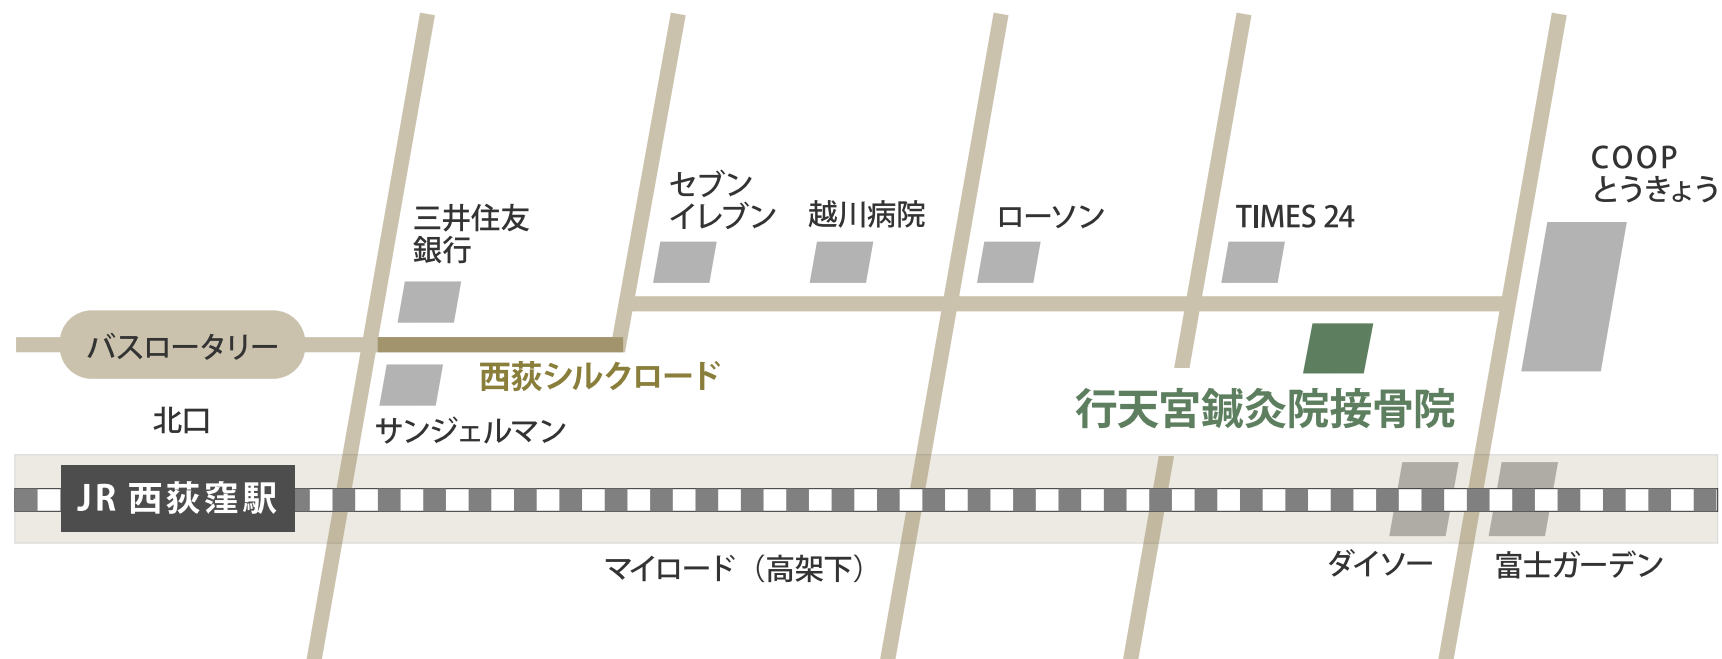 COOP
とうきょう
セブン
イレブン
越川病院
ローソン
TIMES 24
三井住友
銀行
バスロータリー
西荻シルクロード
行天宮鍼灸院接骨院
北口
サンジェルマン
JR 西荻窪駅
マイロード（高架下）
ダイソー
富士ガーデン